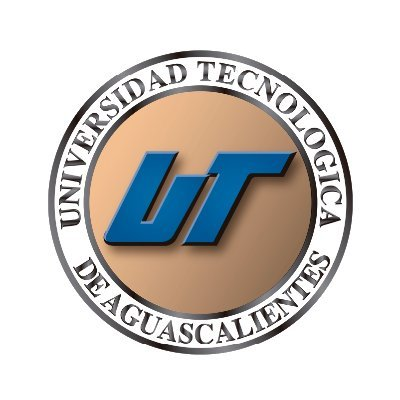 UNIVERSIDAD TECNOLOGICA
DE AGUASCALIENTES
UT